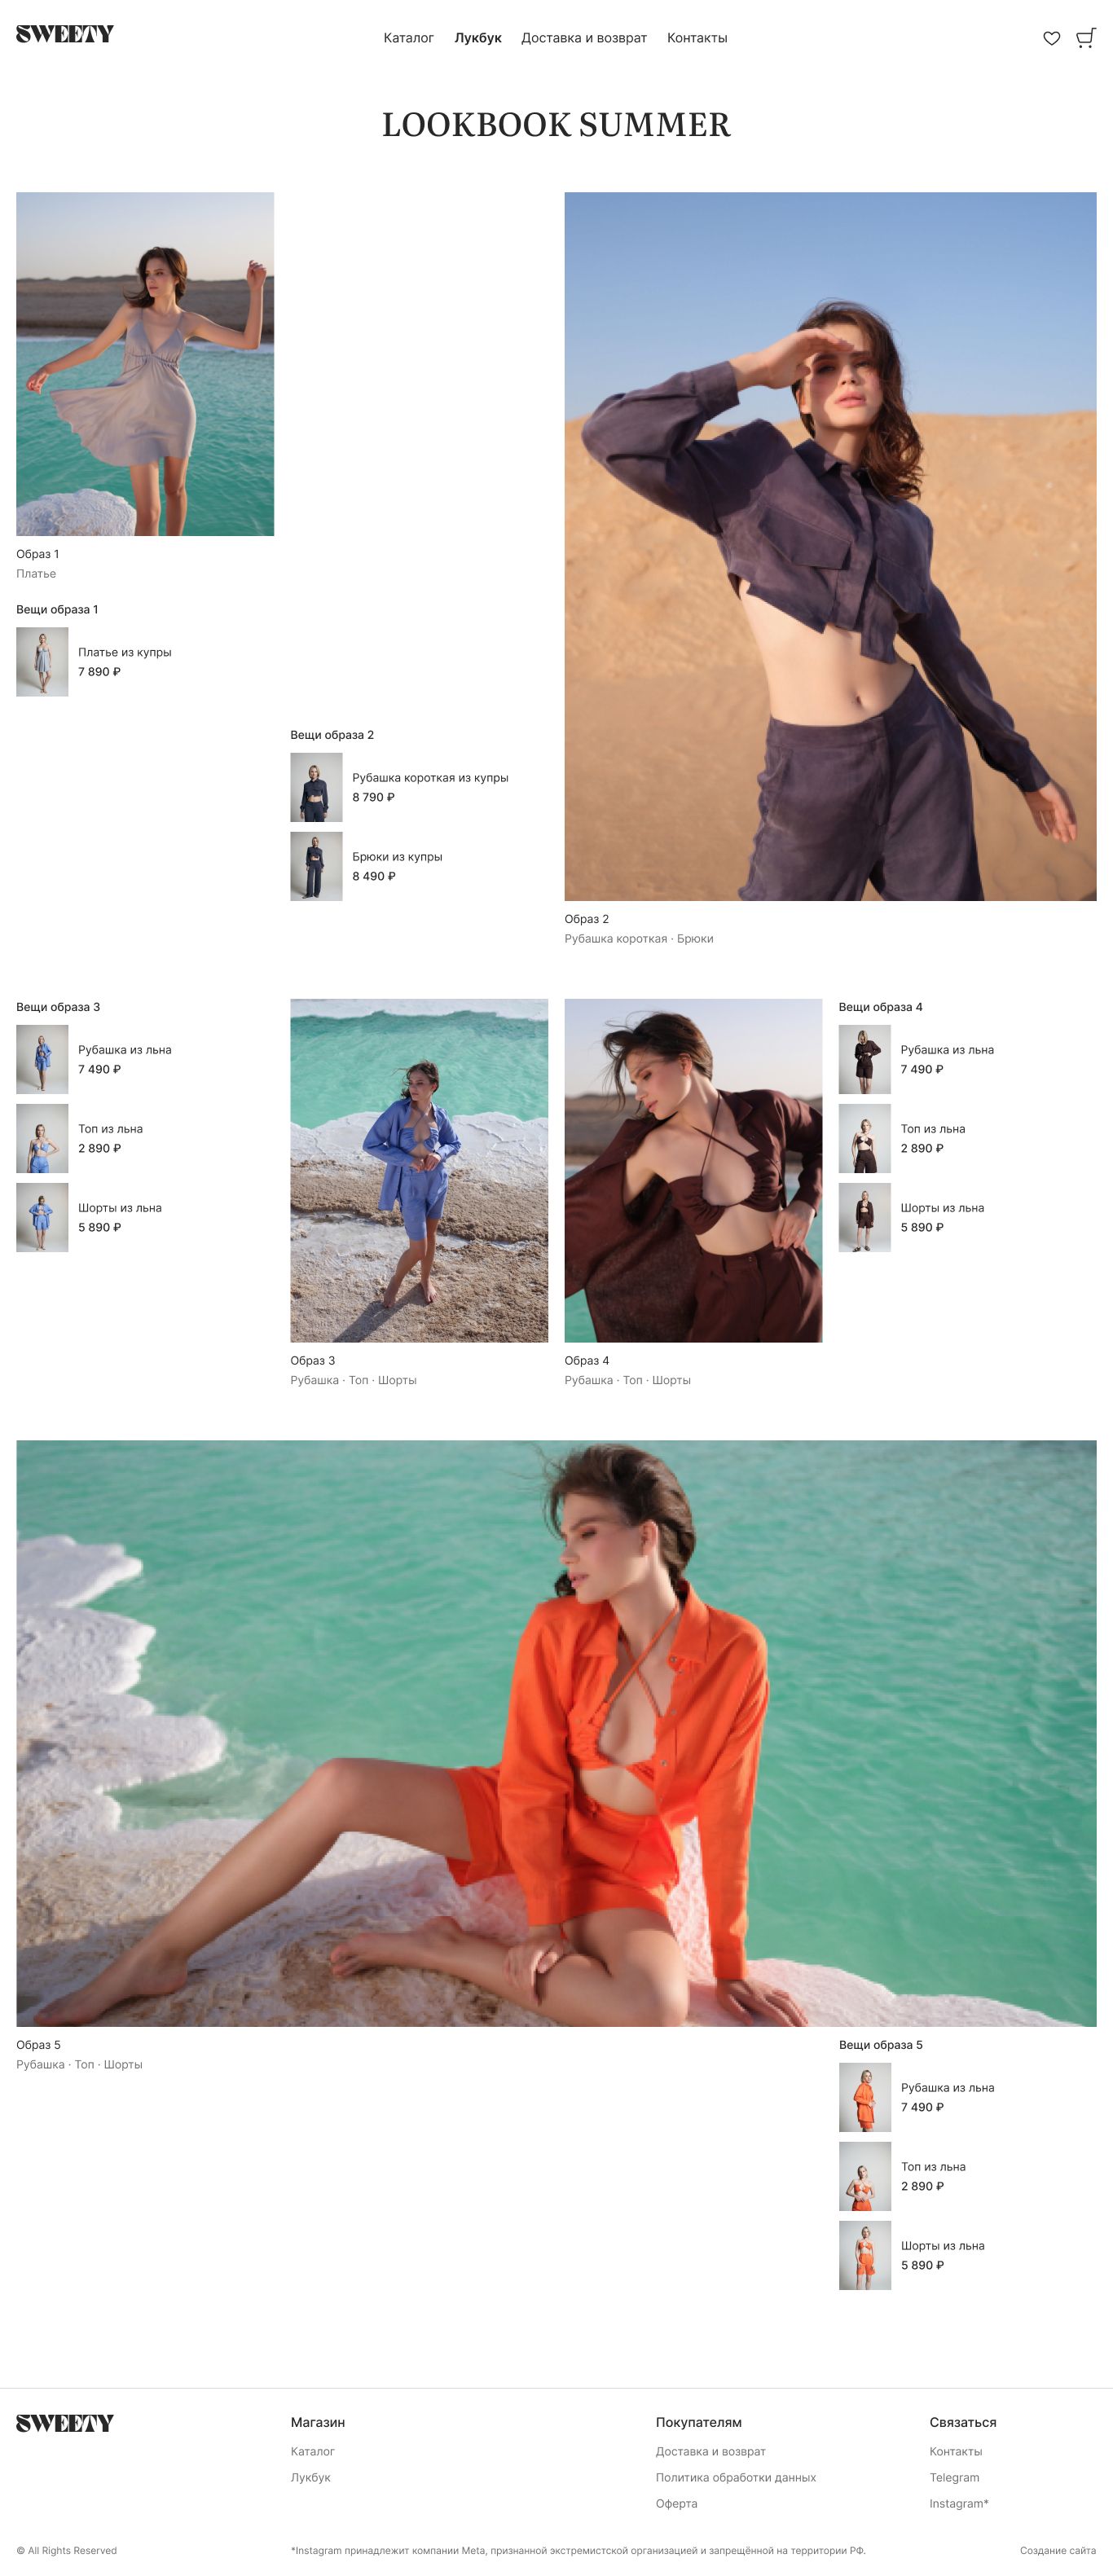 SWEETY
Каталог
Лукбук
Доставка и возврат
Контакты
LOOKBOOK SUMMER
Образ 1
Платье
Вещи образа 1
Платье из купры
7 890 ₽
Вещи образа 2
Рубашка короткая из купры
8 790 ₽
Брюки из купры
8 490 ₽
Образ 2
Рубашка короткая · Брюки
Вещи образа 3
Рубашка из льна
7 490 ₽
Топ из льна
2 890 ₽
Шорты из льна
5 890 ₽
Образ 3
Рубашка · Топ · Шорты
Образ 4
Рубашка · Топ · Шорты
Вещи образа 4
Рубашка из льна
7 490 ₽
Топ из льна
2 890 ₽
Шорты из льна
5 890 ₽
Образ 5
Рубашка · Топ · Шорты
Вещи образа 5
Рубашка из льна
7 490 ₽
Топ из льна
2 890 ₽
Шорты из льна
5 890 ₽
SWEETY
Магазин
Каталог
Лукбук
Покупателям
Доставка и возврат
Политика обработки данных
Оферта
Связаться
Контакты
Telegram
Instagram*
© All Rights Reserved
*Instagram принадлежит компании Meta, признанной экстремистской организацией и запрещённой на территории РФ.
Создание сайта